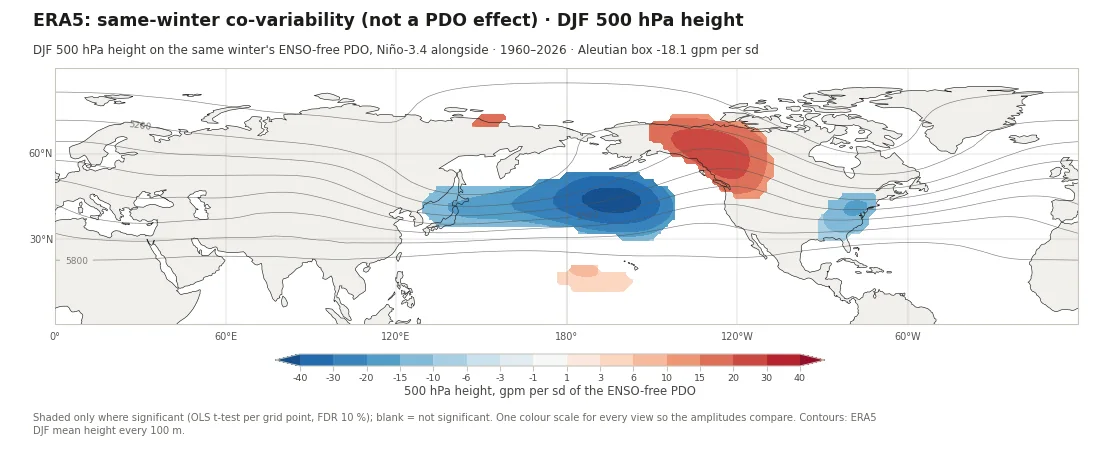 ERA5: same-winter co-variability (not a PDO effect) · DJF 500 hPa height
DJF 500 hPa height on the same winter's ENSO-free PDO, Niño-3.4 alongside · 1960–2026 · Aleutian box -18.1 gpm per sd
5260
60°N
30°N
5800
0° 60°E 120°E 180° 120°W 60°W
-40 -30 -20 -15 -10 -6 -3 -1 1 3 6 10 15 20 30 40
500 hPa height, gpm per sd of the ENSO-free PDO
Shaded only where significant (OLS t-test per grid point, FDR 10 %); blank = not significant. One colour scale for every view so the amplitudes compare. Contours: ERA5
DJF mean height every 100 m.